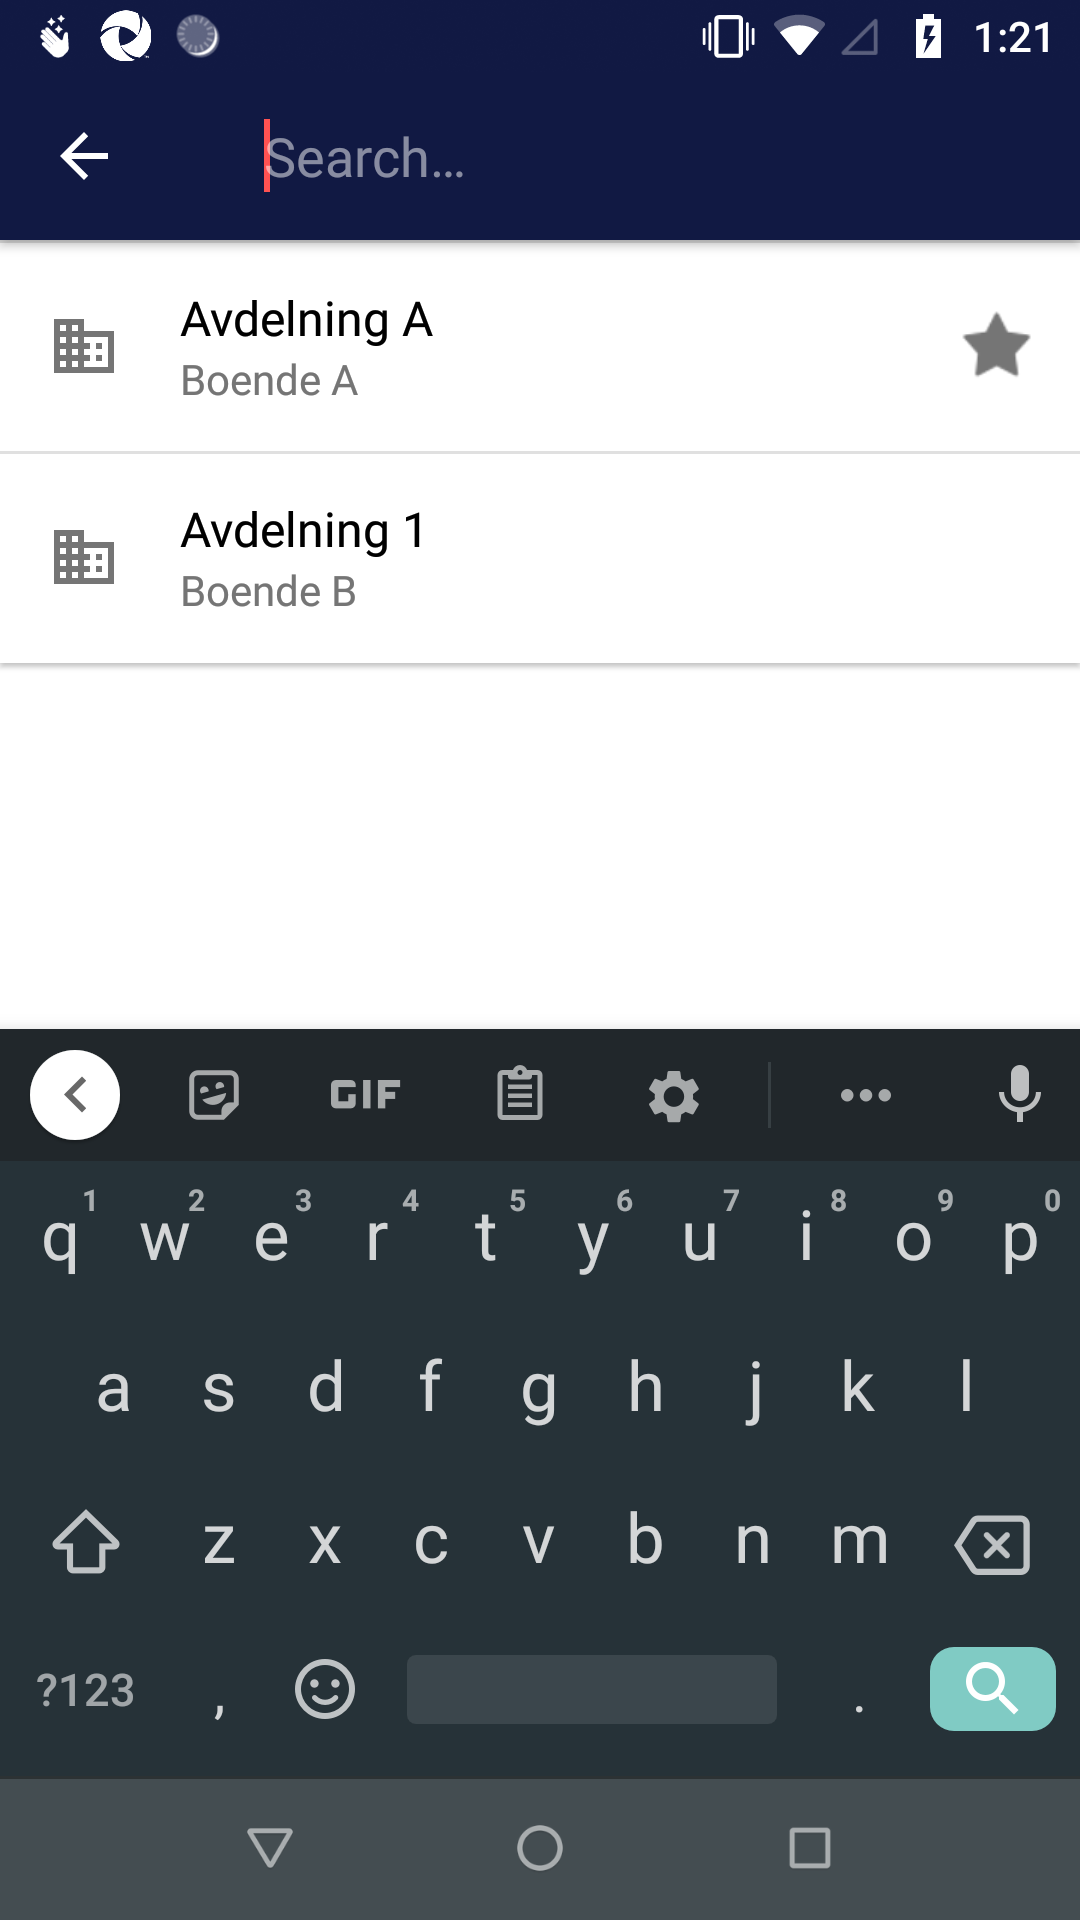 1:21
Search...
Avdelning A
Boende A
Avdelning 1
Boende B
GIF
1 2 3 4 5 6 7 8 9 0
q w e r t y u i o p
a s d f g h j k l
z x c v b n m
?123 , .